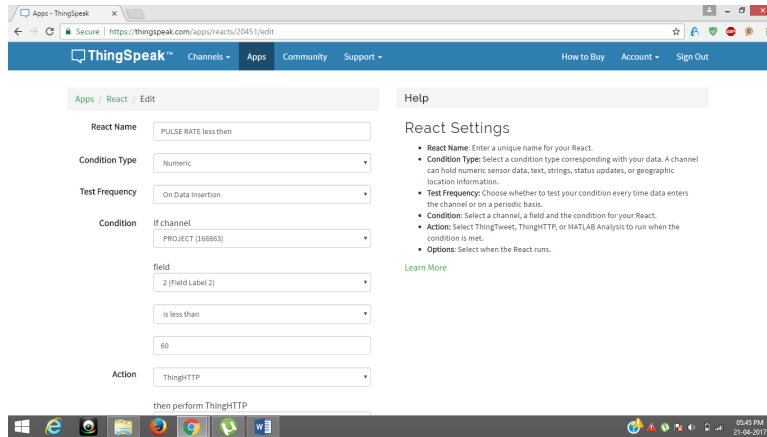 Apps - ThingSpeak
Secure | https://thingspeak.com/apps/reacts/20451/edit
ThingSpeak™ Channels Apps Community Support How to Buy Account Sign Out
Apps / React / Edit
React Name PULSE RATE less then
Condition Type Numeric
Test Frequency On Data Insertion
Condition If channel
PROJECT (168863)
field
2 (Field Label 2)
is less than
60
Action ThingHTTP
then perform ThingHTTP
Help
React Settings
• React Name: Enter a unique name for your React.
• Condition Type: Select a condition type corresponding with your data. A channel
can hold numeric sensor data, text, strings, status updates, or geographic
location information.
• Test Frequency: Choose whether to test your condition every time data enters
the channel or on a periodic basis.
• Condition: Select a channel, a field and the condition for your React.
• Action: Select ThingTweet, ThingHTTP, or MATLAB Analysis to run when the
condition is met.
• Options: Select when the React runs.
Learn More
05:45 PM
21-04-2017